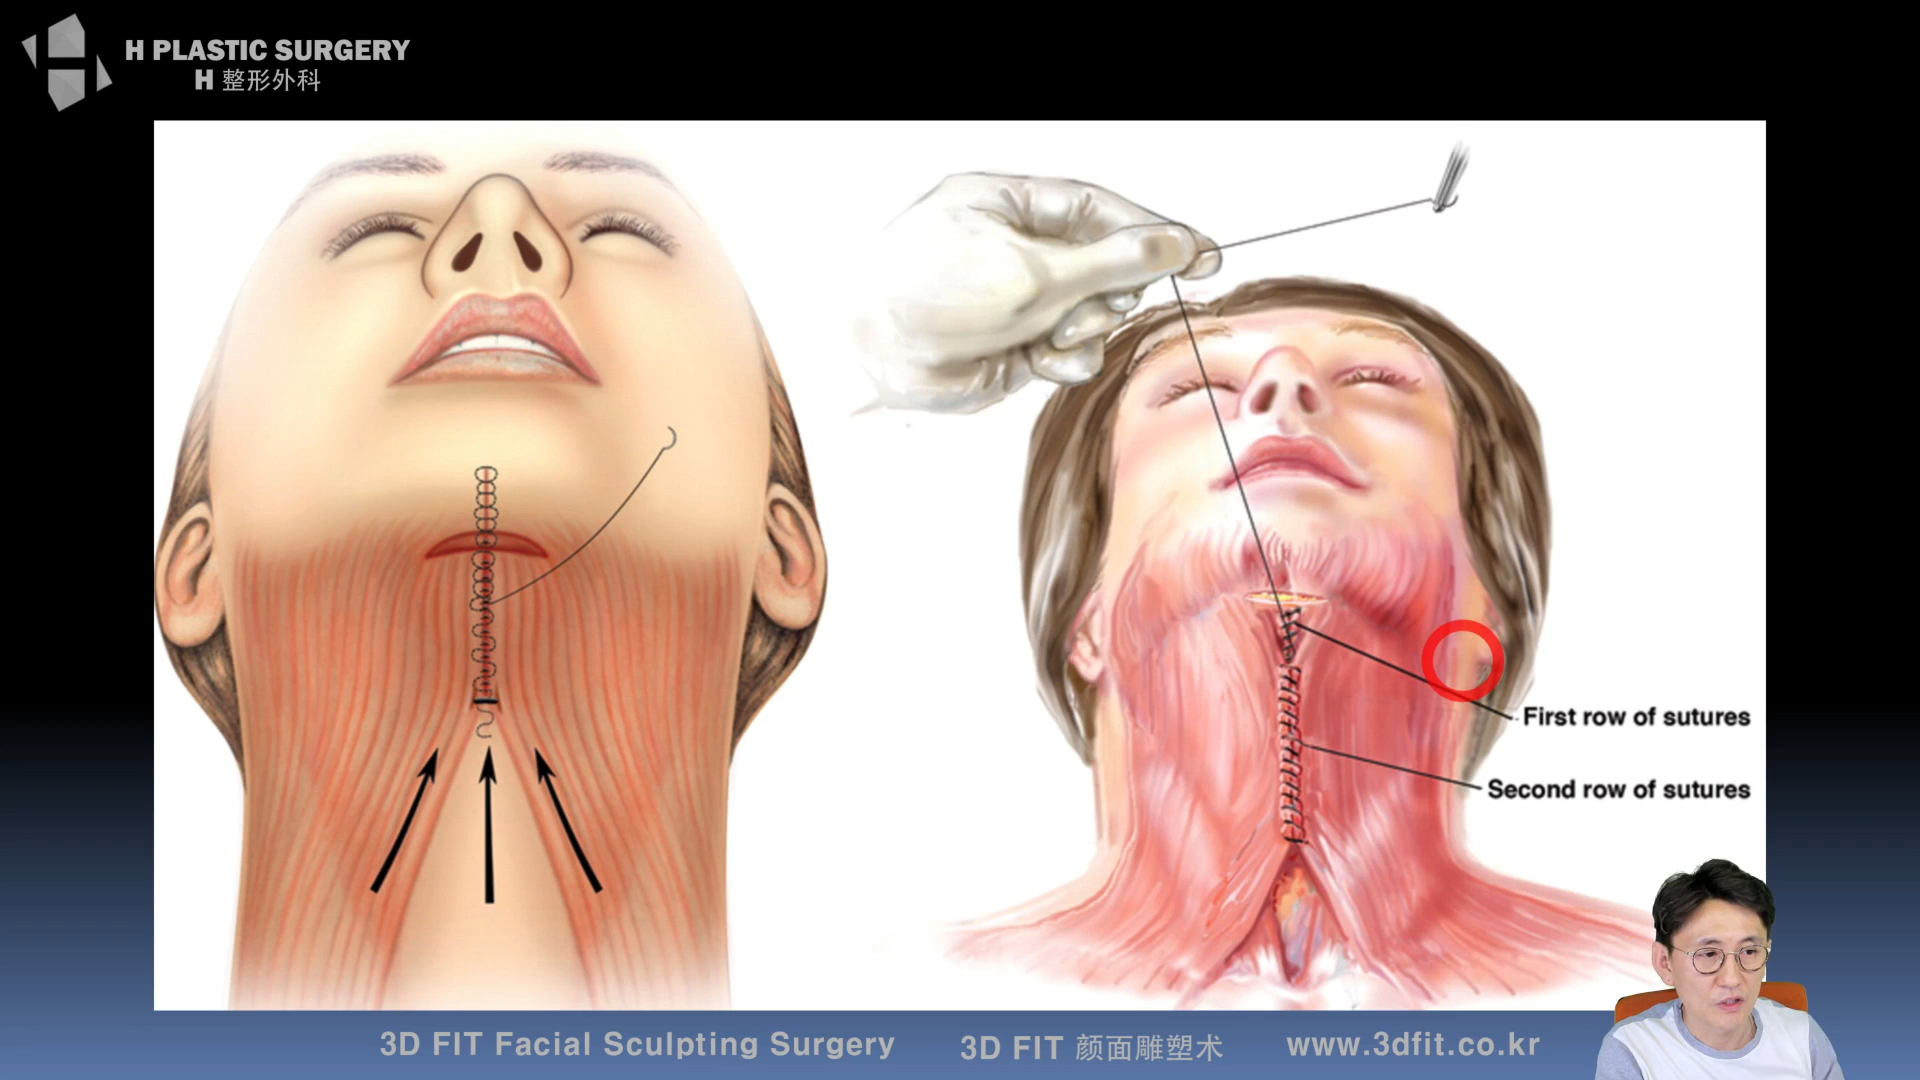 H PLASTIC SURGERY
H 整形外科
First row of sutures
Second row of sutures
3D FIT Facial Sculpting Surgery
3D FIT 颜面雕塑术
www.3dfit.co.kr